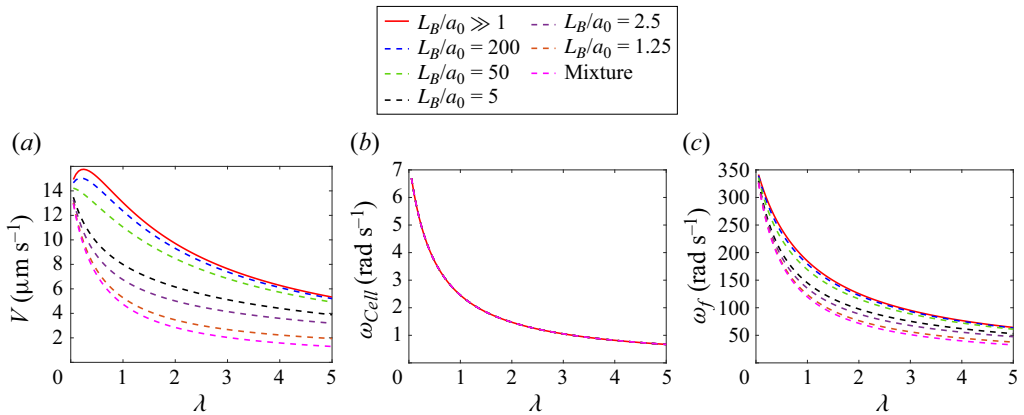 L_B/a_0 ≫ 1
L_B/a_0 = 200
L_B/a_0 = 50
L_B/a_0 = 5
L_B/a_0 = 2.5
L_B/a_0 = 1.25
Mixture
(a)
V (μm s⁻¹)
14
12
10
8
6
4
2
0 1 2 3 4 5
λ
(b)
ω_Cell (rad s⁻¹)
7
6
5
4
3
2
1
0 1 2 3 4 5
λ
(c)
ω_f (rad s⁻¹)
350
300
250
200
150
100
50
0 1 2 3 4 5
λ